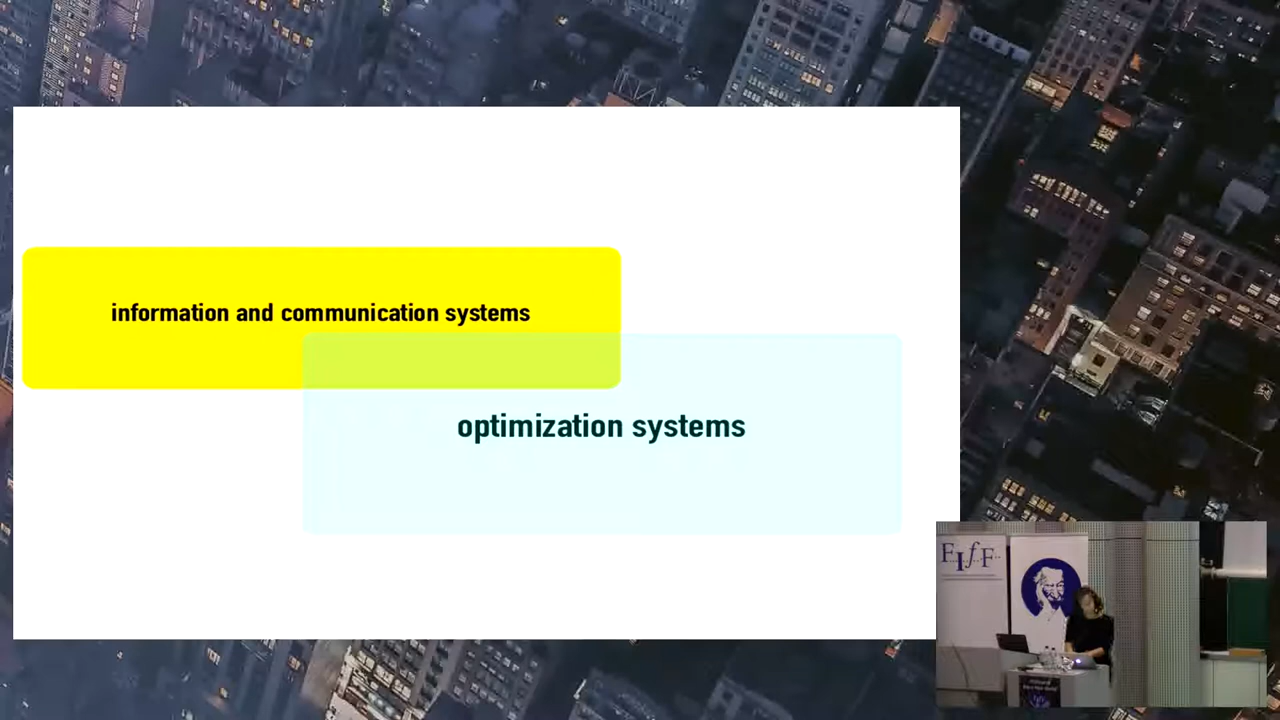 information and communication systems
optimization systems
FIfF